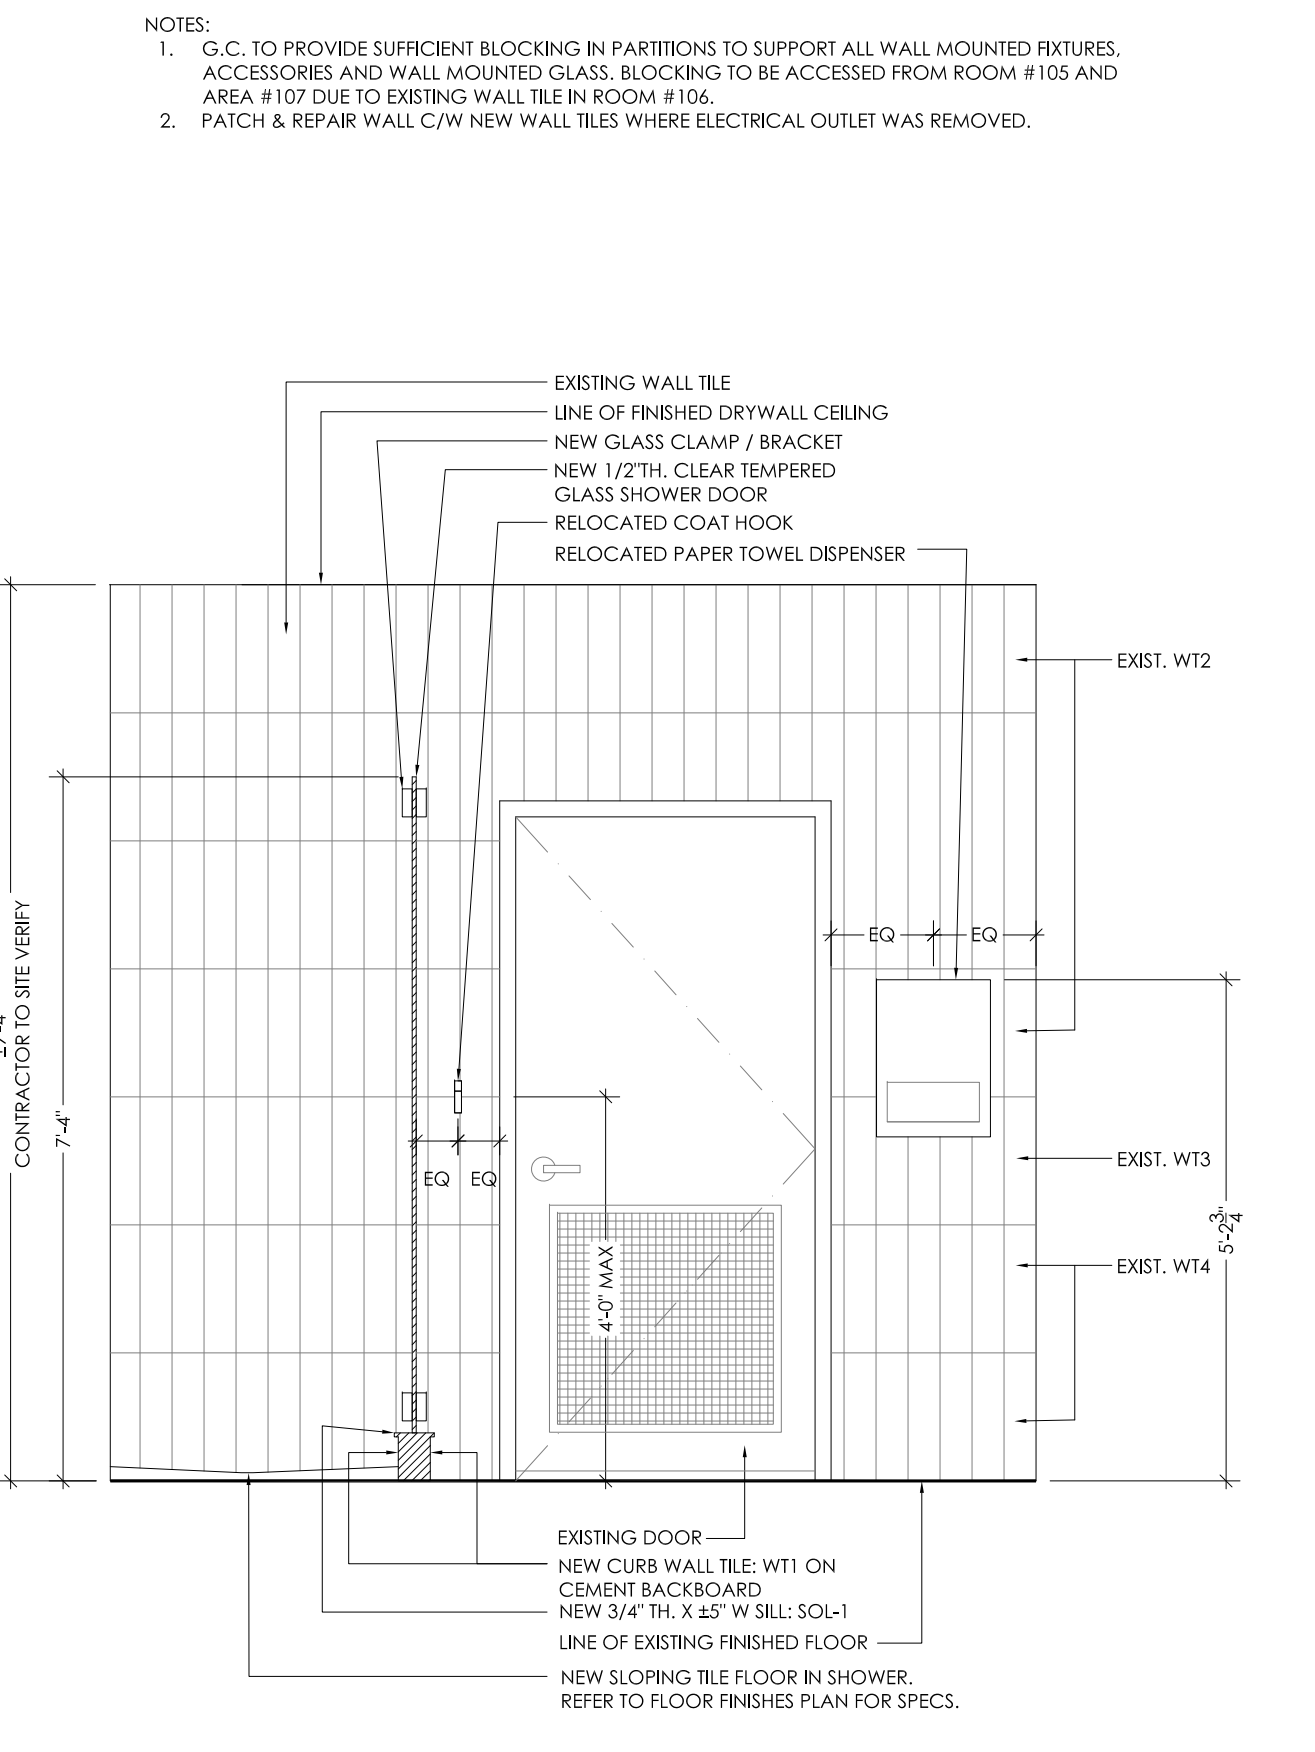 NOTES:
1. G.C. TO PROVIDE SUFFICIENT BLOCKING IN PARTITIONS TO SUPPORT ALL WALL MOUNTED FIXTURES,
ACCESSORIES AND WALL MOUNTED GLASS. BLOCKING TO BE ACCESSED FROM ROOM #105 AND
AREA #107 DUE TO EXISTING WALL TILE IN ROOM #106.
2. PATCH & REPAIR WALL C/W NEW WALL TILES WHERE ELECTRICAL OUTLET WAS REMOVED.
EXISTING WALL TILE
LINE OF FINISHED DRYWALL CEILING
NEW GLASS CLAMP / BRACKET
NEW 1/2"TH. CLEAR TEMPERED
GLASS SHOWER DOOR
RELOCATED COAT HOOK
RELOCATED PAPER TOWEL DISPENSER
EXIST. WT2
CONTRACTOR TO SITE VERIFY
7'-4"
EQ EQ
EQ EQ
4'-0" MAX
EXIST. WT3
5'-2 3/4"
EXIST. WT4
EXISTING DOOR
NEW CURB WALL TILE: WT1 ON
CEMENT BACKBOARD
NEW 3/4" TH. X ±5" W SILL: SOL-1
LINE OF EXISTING FINISHED FLOOR
NEW SLOPING TILE FLOOR IN SHOWER.
REFER TO FLOOR FINISHES PLAN FOR SPECS.